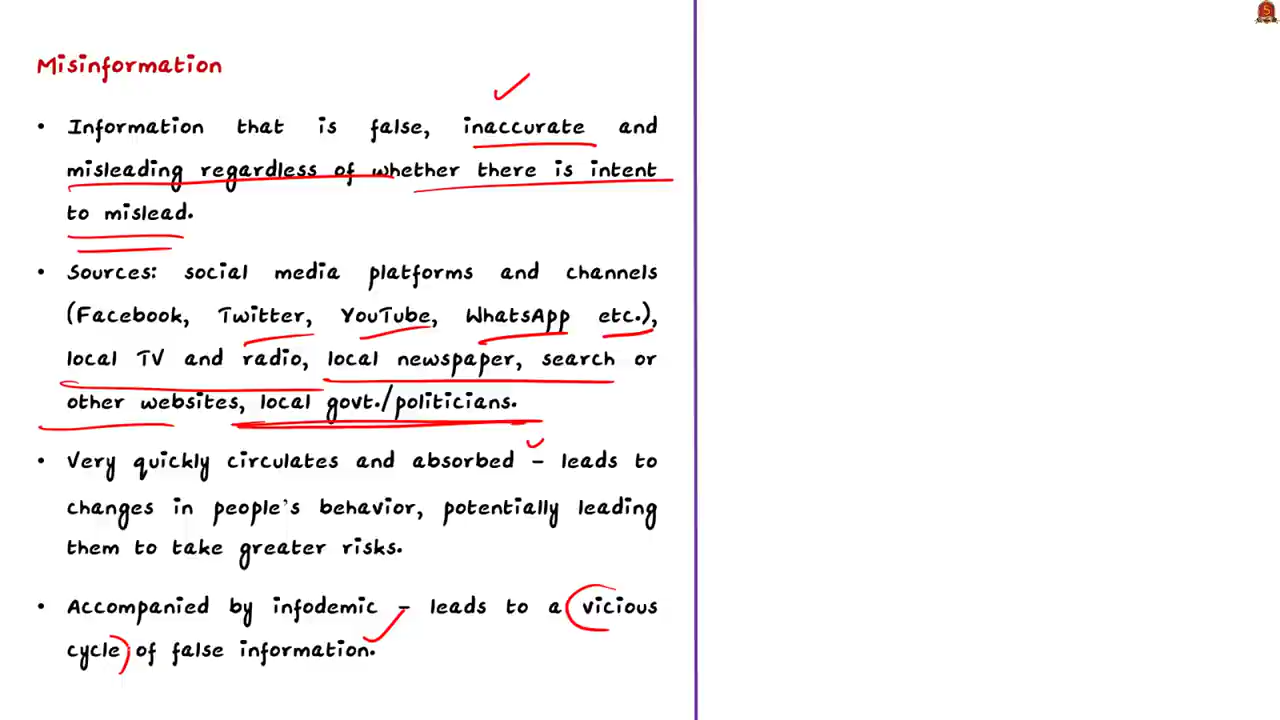 Misinformation
• Information that is false, inaccurate and
misleading regardless of whether there is intent
to mislead.
• Sources: social media platforms and channels
(Facebook, Twitter, YouTube, WhatsApp etc.),
local TV and radio, local newspaper, search or
other websites, local govt./politicians.
• Very quickly circulates and absorbed – leads to
changes in people's behavior, potentially leading
them to take greater risks.
• Accompanied by infodemic – leads to a vicious
cycle of false information.